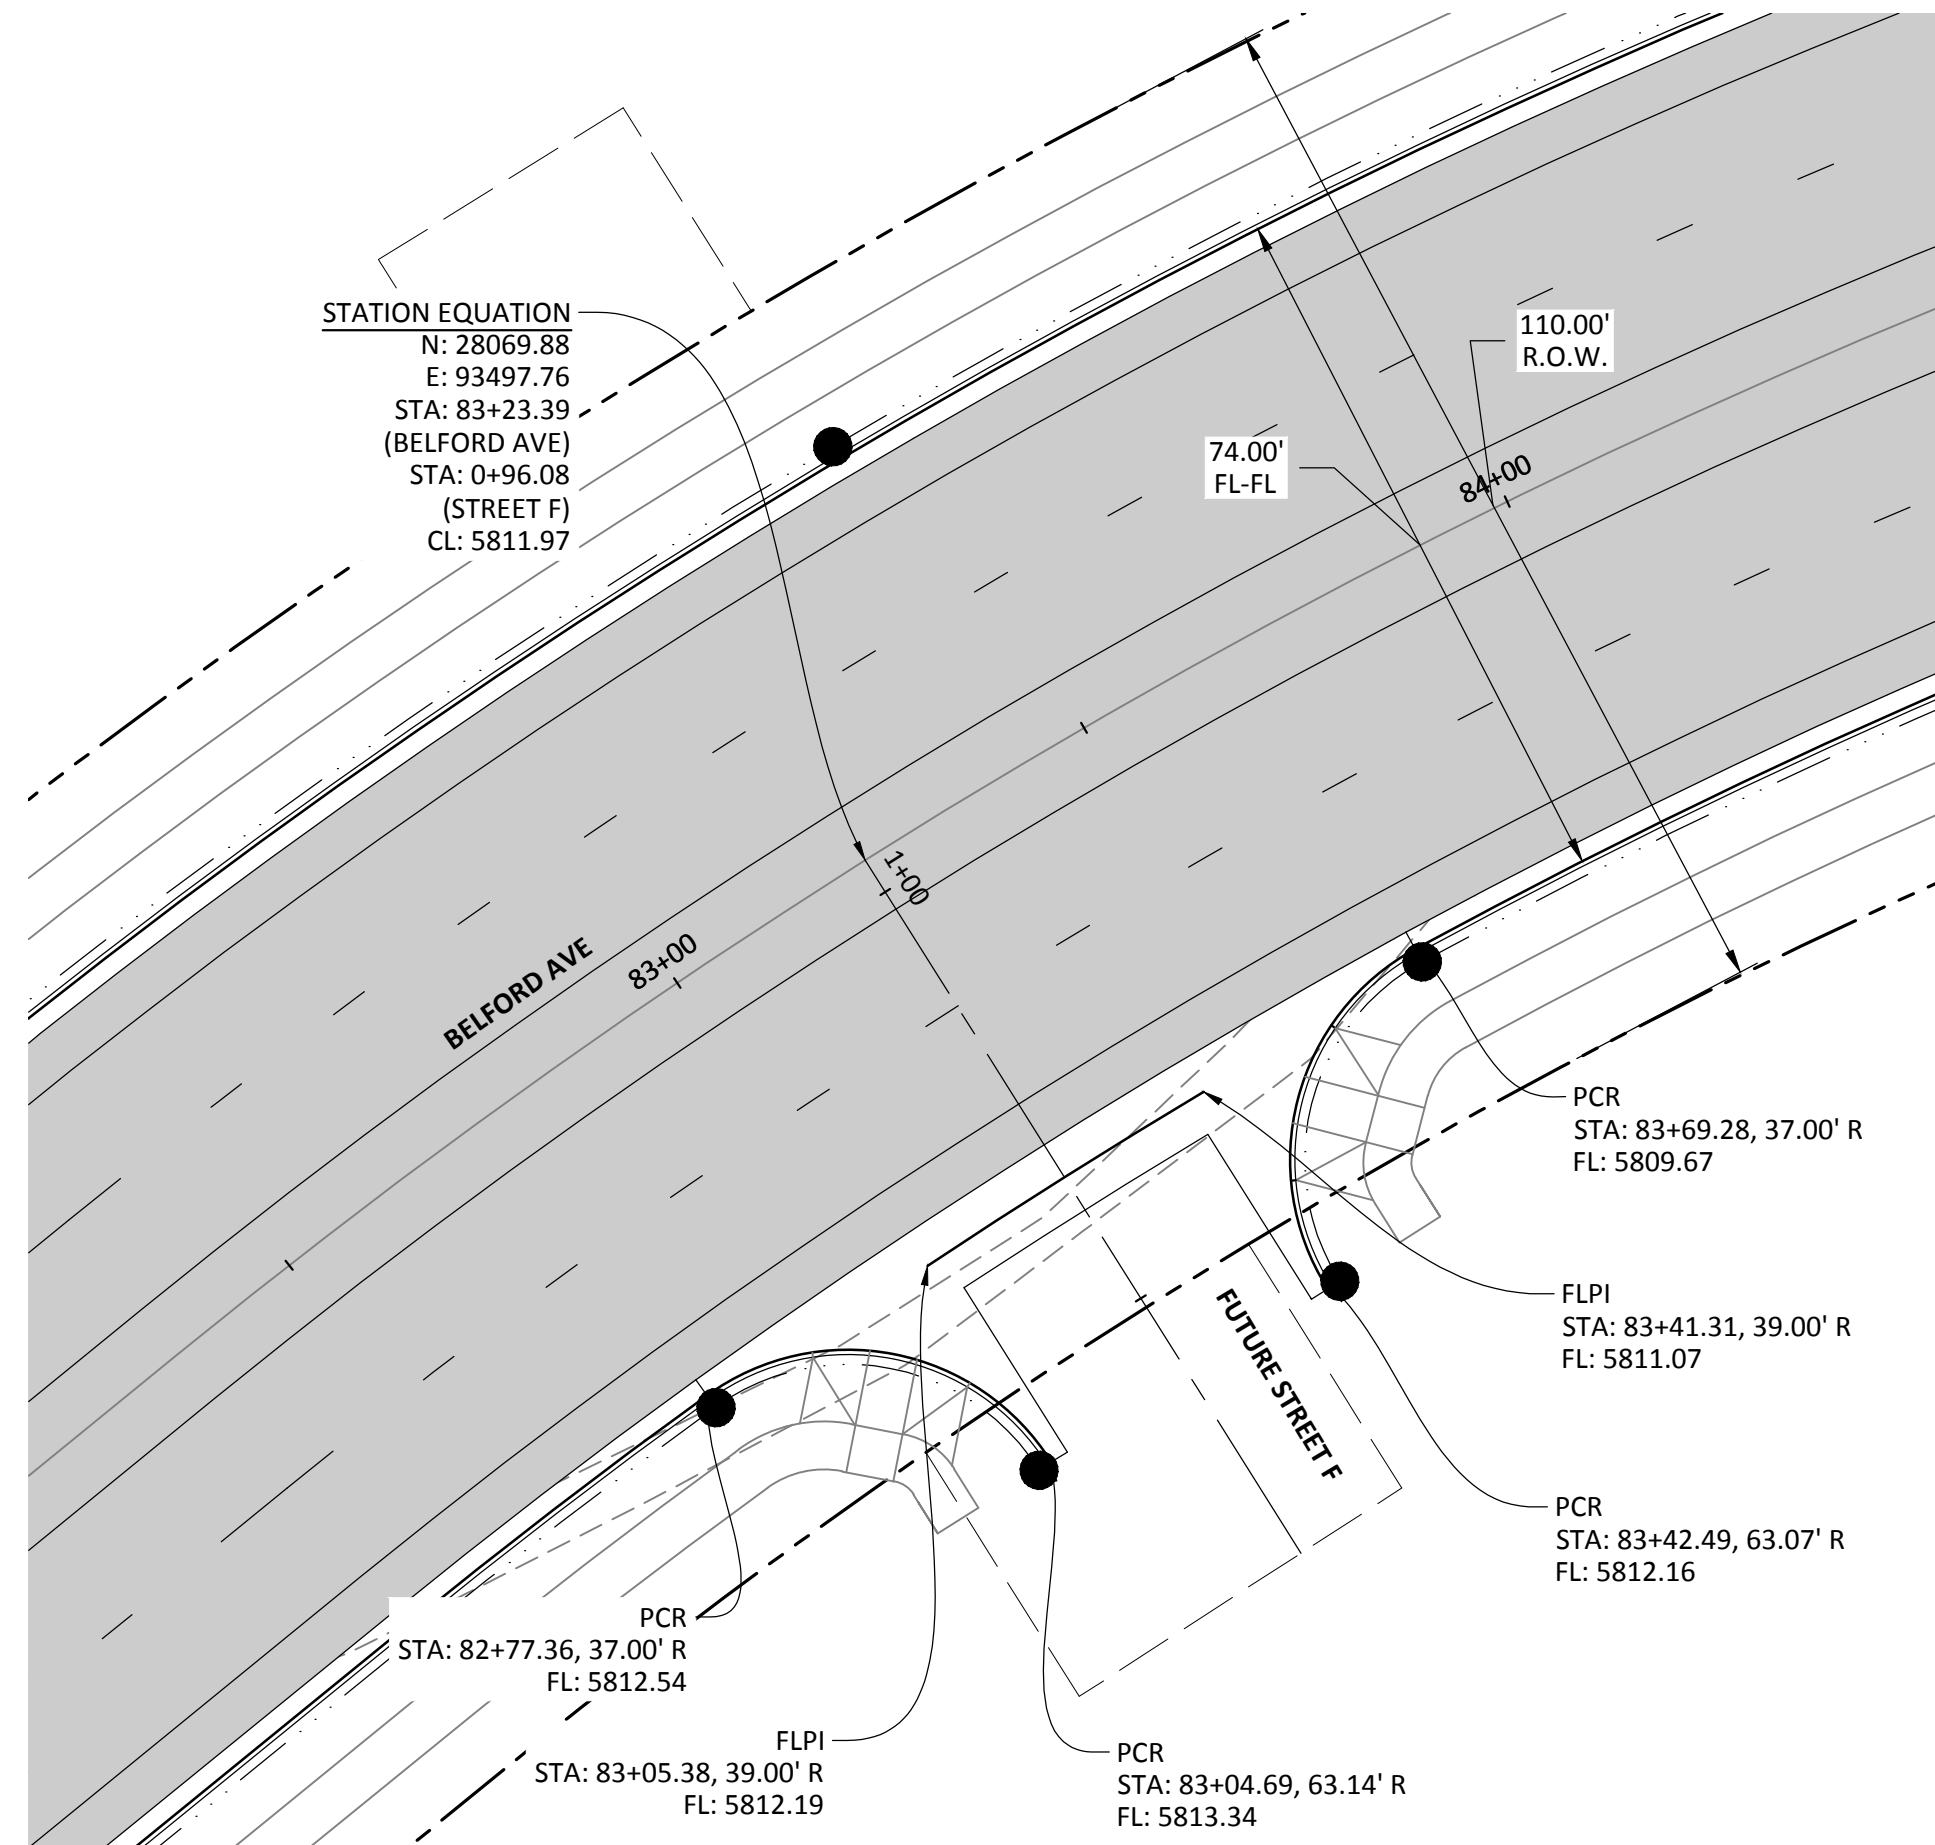 STATION EQUATION
N: 28069.88
E: 93497.76
STA: 83+23.39
(BELFORD AVE)
STA: 0+96.08
(STREET F)
CL: 5811.97
110.00'
R.O.W.
74.00'
FL-FL
84+00
1+00
83+00
BELFORD AVE
PCR
STA: 83+69.28, 37.00' R
FL: 5809.67
FLPI
STA: 83+41.31, 39.00' R
FL: 5811.07
FUTURE STREET F
PCR
STA: 83+42.49, 63.07' R
FL: 5812.16
PCR
STA: 82+77.36, 37.00' R
FL: 5812.54
FLPI
STA: 83+05.38, 39.00' R
FL: 5812.19
PCR
STA: 83+04.69, 63.14' R
FL: 5813.34